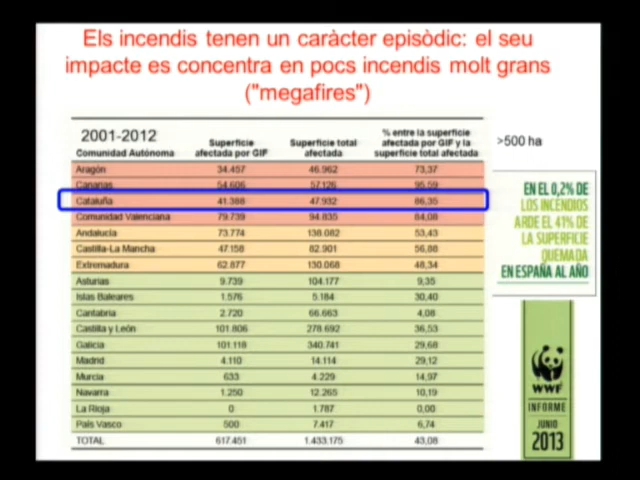 Els incendis tenen un caràcter episòdic: el seu
impacte es concentra en pocs incendis molt grans
("megafires")
2001-2012
Comunidad Autónoma
Superficie
afectada por GIF
Superficie total
afectada
% entre la superficie
afectada por GIF y la
superficie total afectada
>500 ha
Aragón 34.457 46.962 73,37
Canarias 54.606 57.126 95,59
Cataluña 41.388 47.932 86,35
Comunidad Valenciana 79.739 94.835 84,08
Andalucía 73.774 138.082 53,43
Castilla-La Mancha 47.158 82.901 56,88
Extremadura 62.877 130.068 48,34
Asturias 9.739 104.177 9,35
Islas Baleares 1.576 5.184 30,40
Cantabria 2.720 66.663 4,08
Castilla y León 101.806 278.692 36,53
Galicia 101.118 340.741 29,68
Madrid 4.110 14.114 29,12
Murcia 633 4.229 14,97
Navarra 1.250 12.265 10,19
La Rioja 0 1.787 0,00
País Vasco 500 7.417 6,74
TOTAL 617.451 1.433.175 43,08
EN EL 0,2% DE
LOS INCENDIOS
ARDE EL 41% DE
LA SUPERFICIE
QUEMADA
EN ESPAÑA AL AÑO
WWF
INFORME
JUNIO
2013